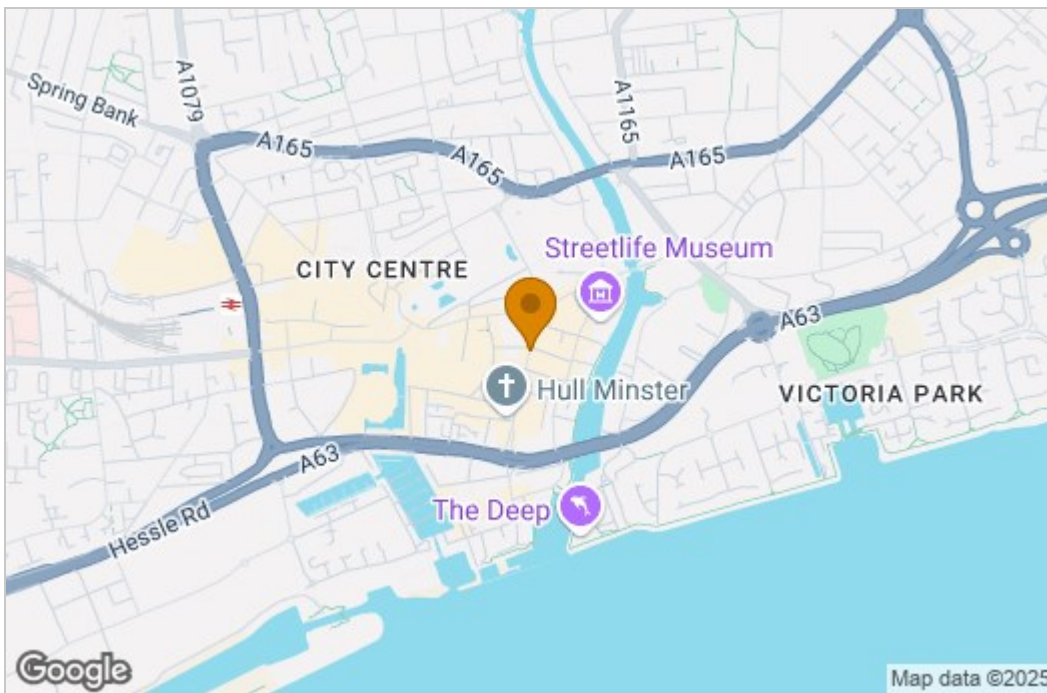 Spring Bank
A1079
A165
A165
A1165
A165
CITY CENTRE
Streetlife Museum
A63
Hull Minster
VICTORIA PARK
A63
Hessle Rd
The Deep
Google
Map data ©2025